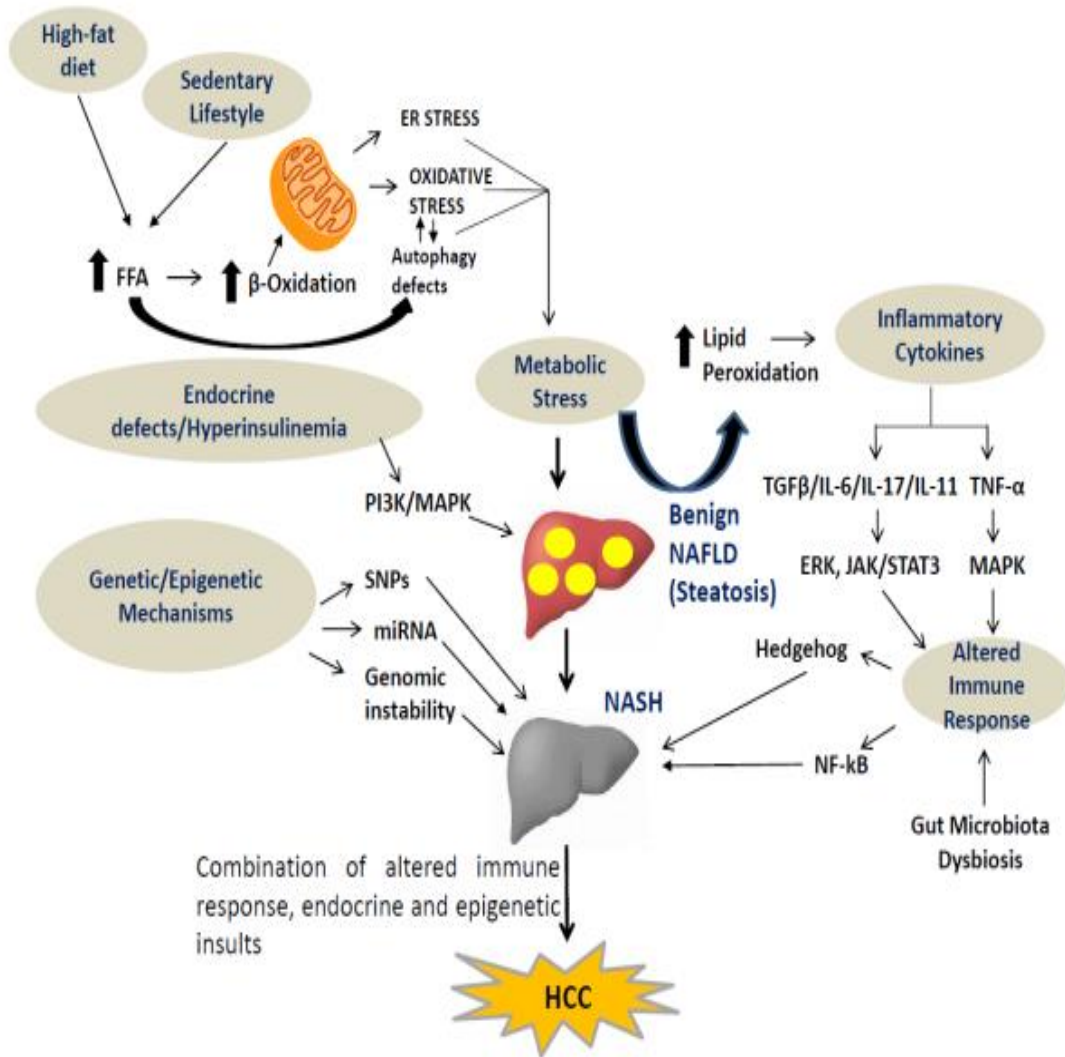 High-fat
diet
Sedentary
Lifestyle
ER STRESS
OXIDATIVE
STRESS
Autophagy
defects
FFA
β-Oxidation
Endocrine
defects/Hyperinsulinemia
Metabolic
Stress
Lipid
Peroxidation
Inflammatory
Cytokines
PI3K/MAPK
TGFβ/IL-6/IL-17/IL-11 TNF-α
Benign
NAFLD
(Steatosis)
ERK, JAK/STAT3 MAPK
Genetic/Epigenetic
Mechanisms
SNPs
miRNA
Genomic
instability
Hedgehog
Altered
Immune
Response
NASH
NF-kB
Gut Microbiota
Dysbiosis
Combination of altered immune
response, endocrine and epigenetic
insults
HCC